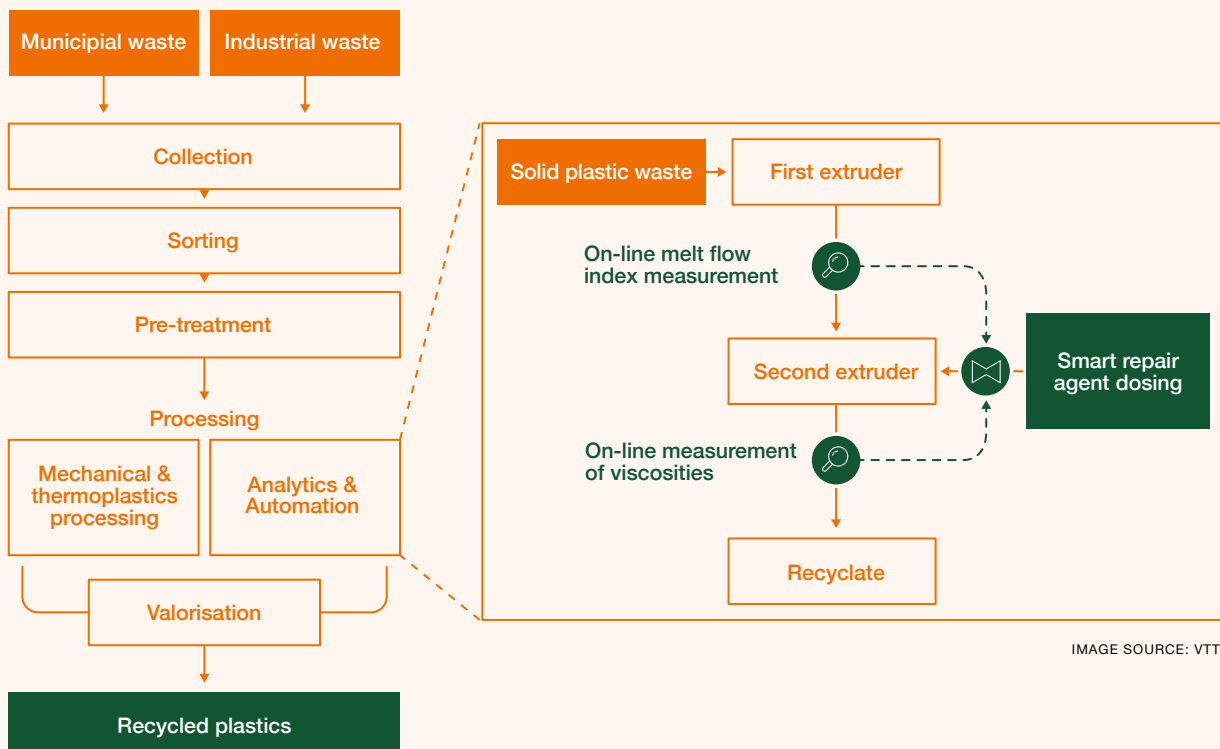 Municipial waste
Industrial waste
Collection
Sorting
Pre-treatment
Processing
Mechanical &
thermoplastics
processing
Analytics &
Automation
Valorisation
Recycled plastics
Solid plastic waste
First extruder
On-line melt flow
index measurement
Second extruder
Smart repair
agent dosing
On-line measurement
of viscosities
Recyclate
IMAGE SOURCE: VTT